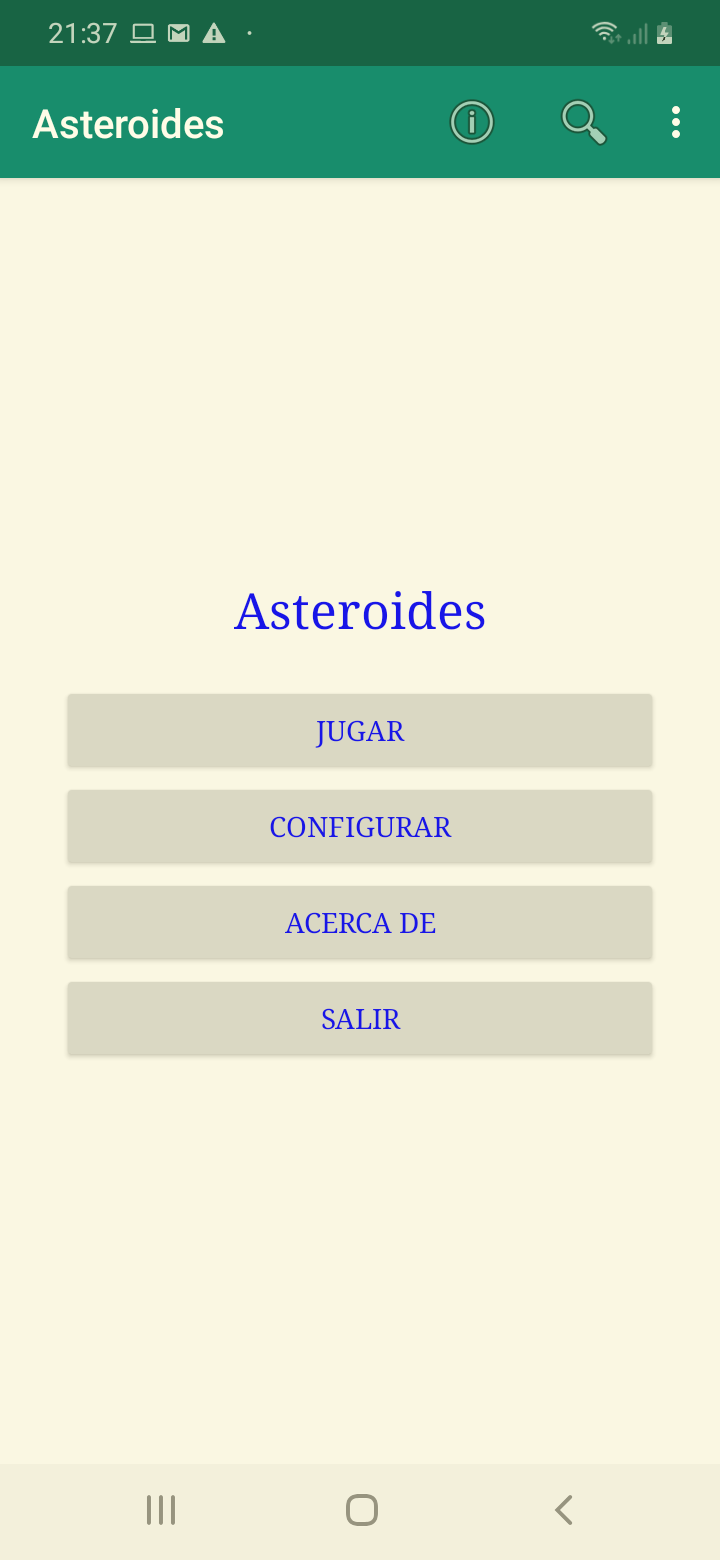 21:37
Asteroides
Asteroides
JUGAR
CONFIGURAR
ACERCA DE
SALIR